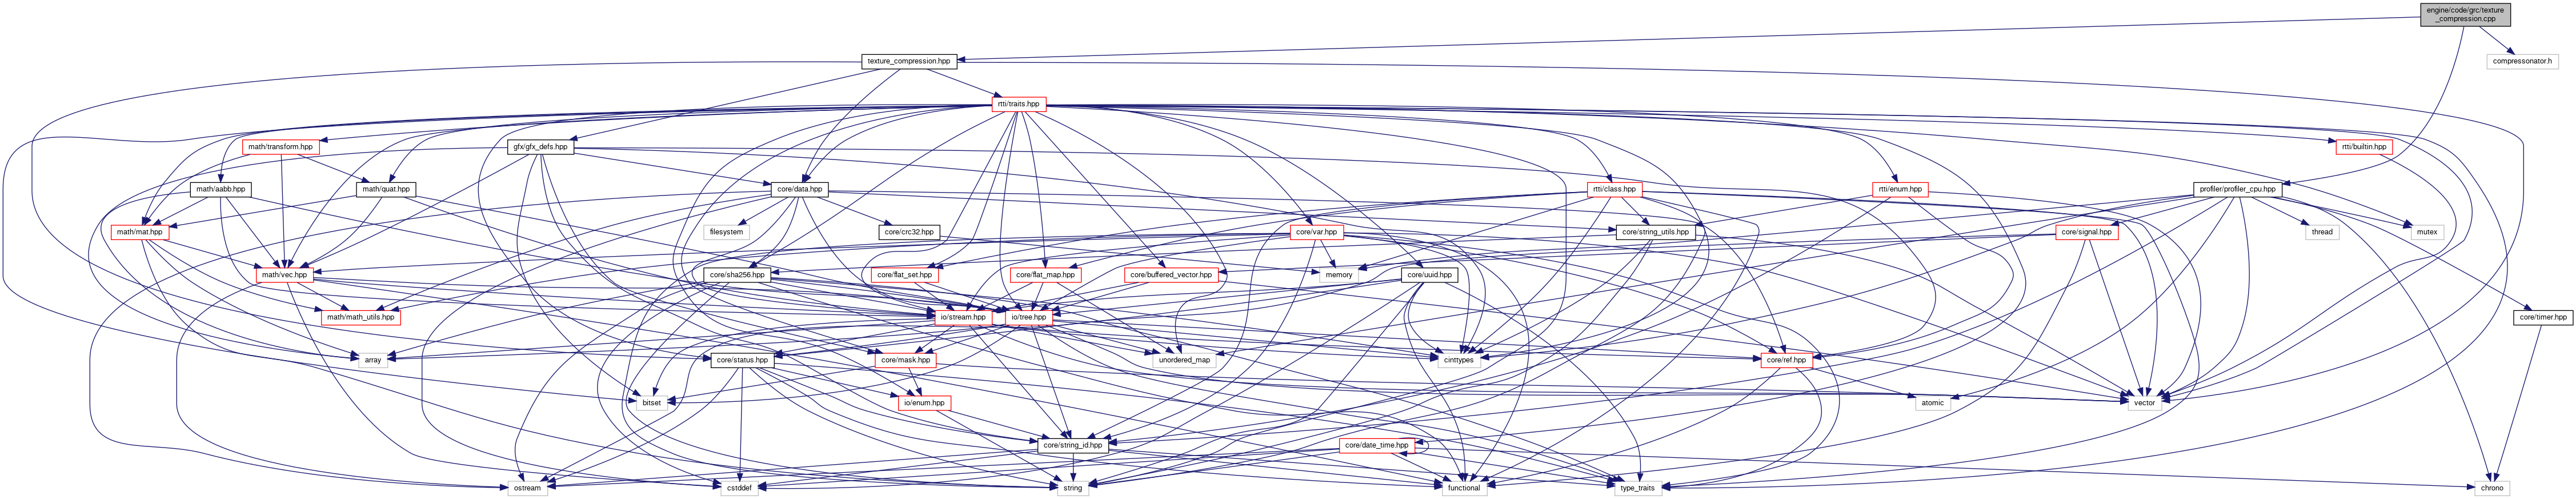 engine/code/grc/texture
_compression.cpp
texture_compression.hpp
compressonator.h
rtti/traits.hpp
math/transform.hpp
gfx/gfx_defs.hpp
rtti/builtin.hpp
math/aabb.hpp
math/quat.hpp
core/data.hpp
rtti/class.hpp
rtti/enum.hpp
profiler/profiler_cpu.hpp
math/mat.hpp
filesystem
core/crc32.hpp
core/var.hpp
core/string_utils.hpp
core/signal.hpp
thread
mutex
math/vec.hpp
core/sha256.hpp
core/flat_set.hpp
core/flat_map.hpp
core/buffered_vector.hpp
memory
core/uuid.hpp
math/math_utils.hpp
io/stream.hpp
io/tree.hpp
core/timer.hpp
array
core/status.hpp
core/mask.hpp
unordered_map
cinttypes
core/ref.hpp
bitset
io/enum.hpp
atomic
vector
core/string_id.hpp
core/date_time.hpp
ostream
cstddef
string
functional
type_traits
chrono